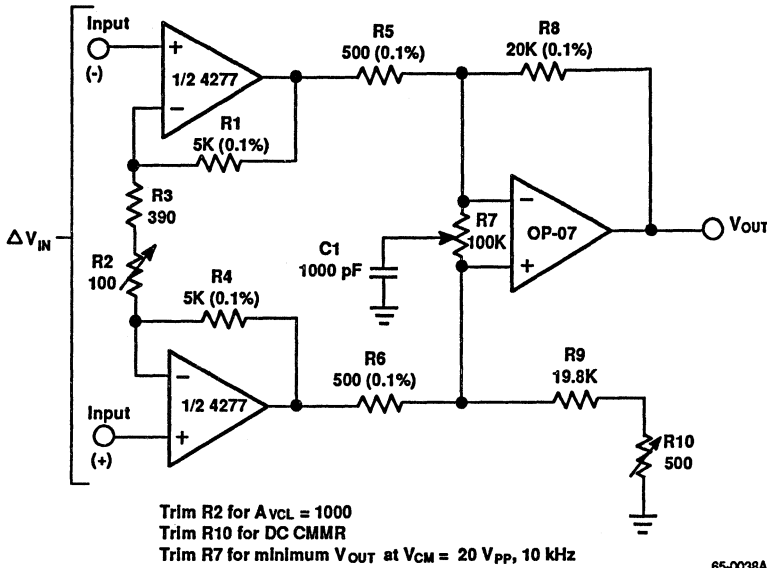 Input
(-)
+
1/2 4277
−
R5
500 (0.1%)
R8
20K (0.1%)
R1
5K (0.1%)
R3
390
Δ VIN
R2
100
R4
5K (0.1%)
C1
1000 pF
R7
100K
−
OP-07
+
VOUT
R6
500 (0.1%)
R9
19.8K
R10
500
−
1/2 4277
+
Input
(+)
Trim R2 for AVCL = 1000
Trim R10 for DC CMMR
Trim R7 for minimum VOUT at VCM = 20 VPP, 10 kHz
65-0038A